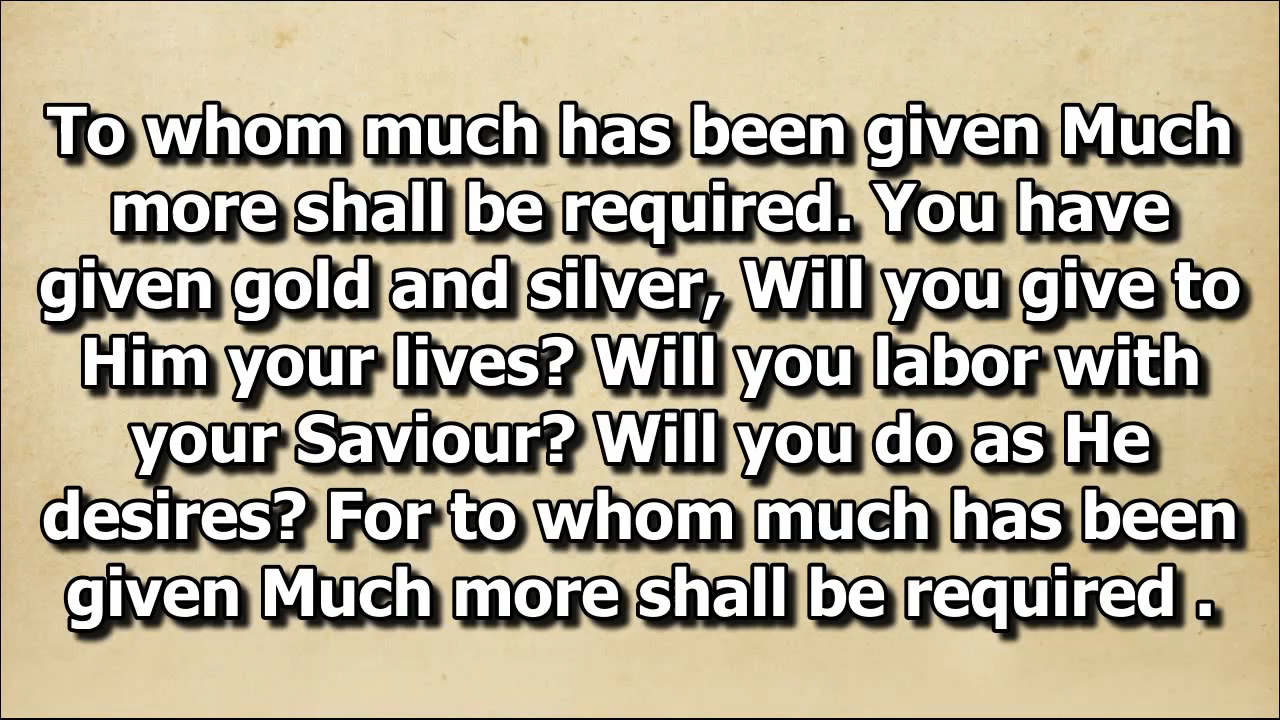 To whom much has been given Much
more shall be required. You have
given gold and silver, Will you give to
Him your lives? Will you labor with
your Saviour? Will you do as He
desires? For to whom much has been
given Much more shall be required .